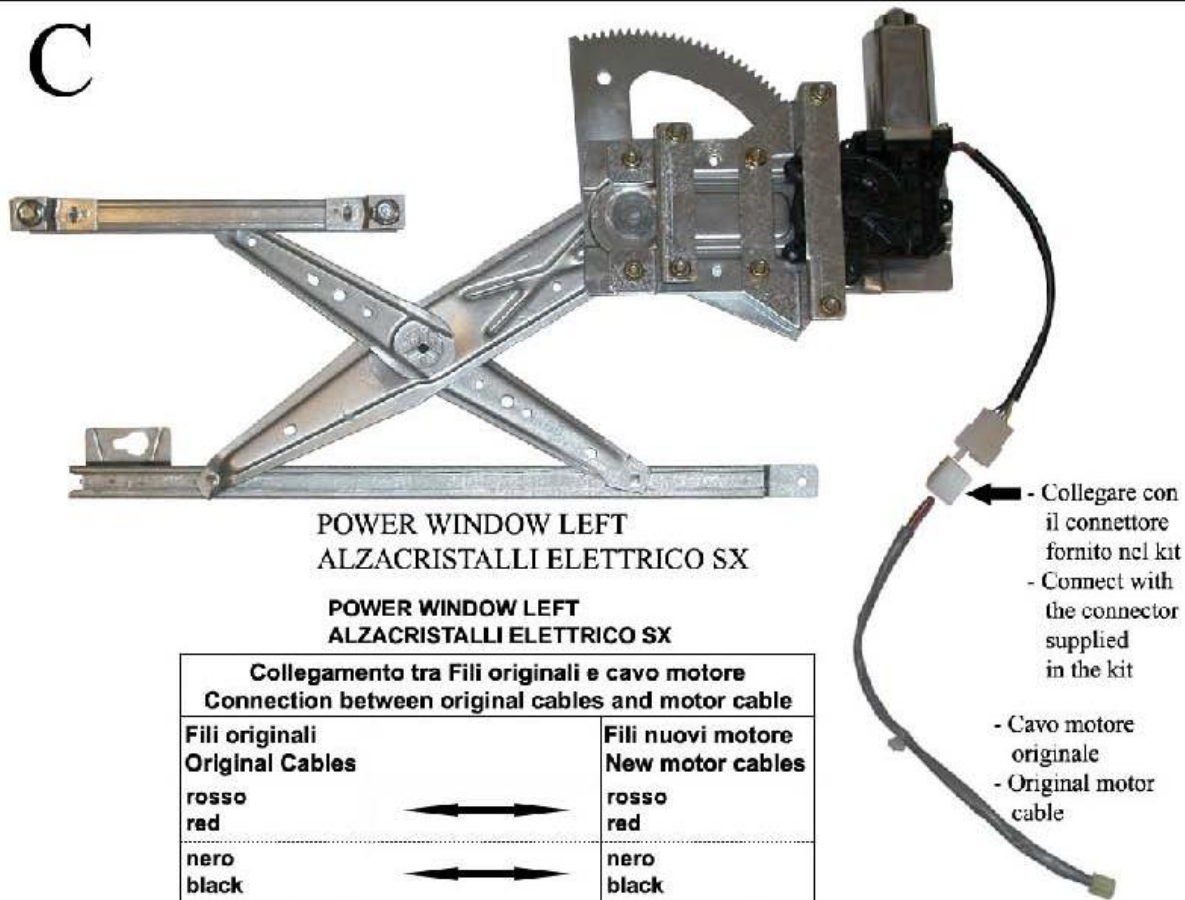 C
POWER WINDOW LEFT
ALZACRISTALLI ELETTRICO SX
- Collegare con
il connettore
fornito nel kit
- Connect with
the connector
supplied
in the kit
- Cavo motore
originale
- Original motor
cable
POWER WINDOW LEFT
ALZACRISTALLI ELETTRICO SX
Collegamento tra Fili originali e cavo motore
Connection between original cables and motor cable
Fili originali
Original Cables
Fili nuovi motore
New motor cables
rosso
red
rosso
red
nero
black
nero
black